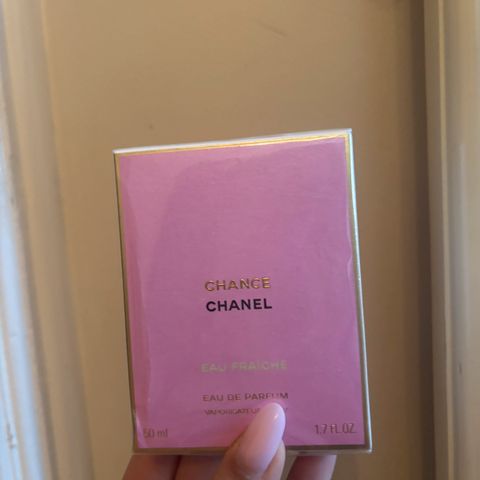 CHANCE
CHANEL
EAU FRAÎCHE
EAU DE PARFUM
VAPORISATEUR
50 ml 1.7 FL.OZ.